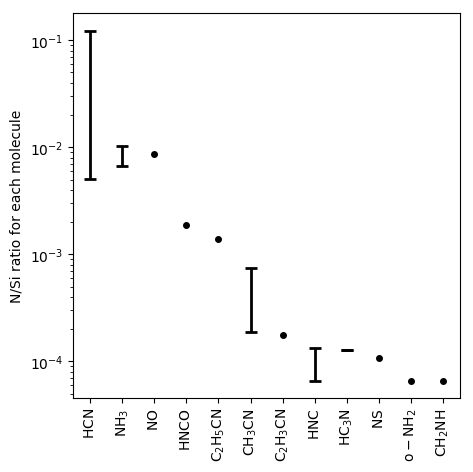 N/Si ratio for each molecule
10⁻¹
10⁻²
10⁻³
10⁻⁴
HCN
NH₃
NO
HNCO
C₂H₅CN
CH₃CN
C₂H₃CN
HNC
HC₃N
NS
o − NH₂
CH₂NH